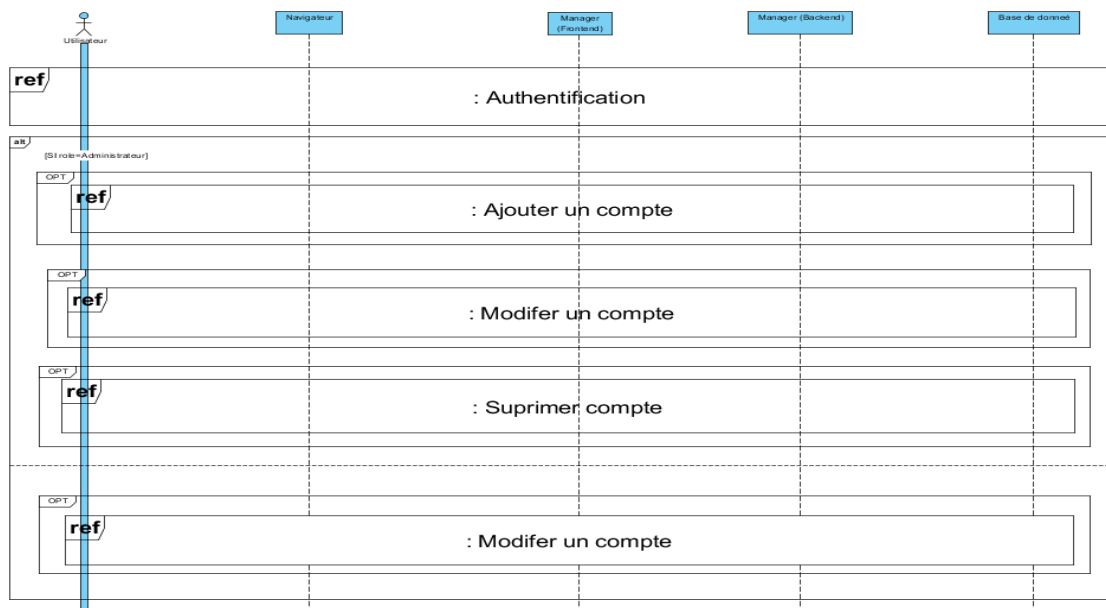 Utilisateur
Navigateur
Manager
(Frontend)
Manager (Backend)
Base de donneé
ref
: Authentification
alt
[SI role=Administrateur]
OPT
ref
: Ajouter un compte
OPT
ref
: Modifer un compte
OPT
ref
: Suprimer compte
OPT
ref
: Modifer un compte